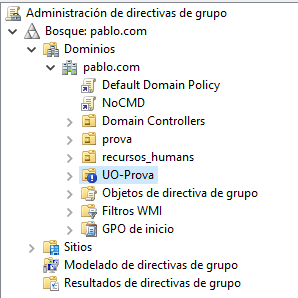 Administración de directivas de grupo
Bosque: pablo.com
Dominios
pablo.com
Default Domain Policy
NoCMD
Domain Controllers
prova
recursos_humans
UO-Prova
Objetos de directiva de grupo
Filtros WMI
GPO de inicio
Sitios
Modelado de directivas de grupo
Resultados de directivas de grupo